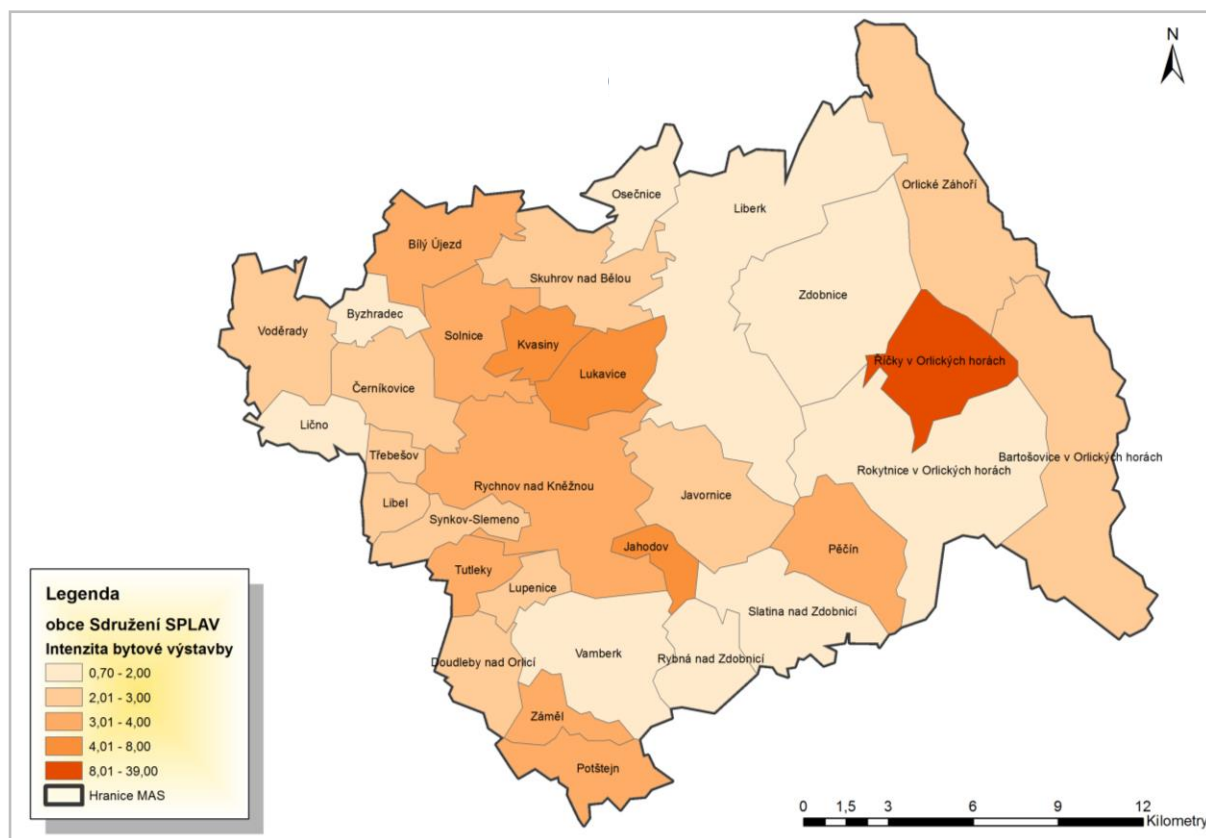 N
Orlické Záhoří
Osečnice
Liberk
Bílý Újezd
Skuhrov nad Bělou
Zdobnice
Byzhradec
Voděrady
Solnice
Kvasiny
Říčky v Orlických horách
Lukavice
Černíkovice
Lično
Třebešov
Bartošovice v Orlických horách
Rokytnice v Orlických horách
Rychnov nad Kněžnou
Javornice
Libel
Synkov-Slemeno
Jahodov
Pěčín
Tutleky
Lupenice
Slatina nad Zdobnicí
Vamberk
Rybná nad Zdobnicí
Doudleby nad Orlicí
Záměl
Potštejn
Legenda
obce Sdružení SPLAV
Intenzita bytové výstavby
0,70 - 2,00
2,01 - 3,00
3,01 - 4,00
4,01 - 8,00
8,01 - 39,00
Hranice MAS
0 1,5 3 6 9 12
Kilometry